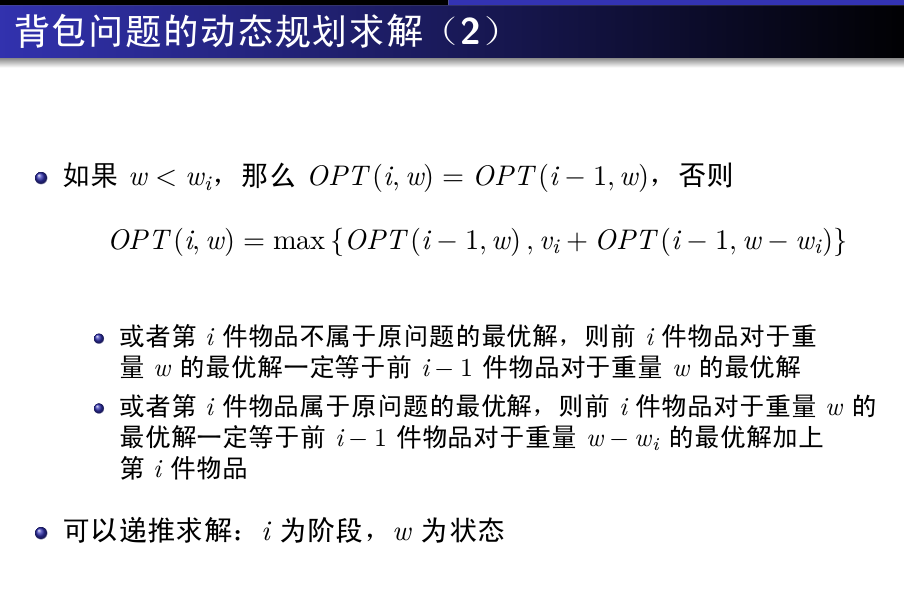 背包问题的动态规划求解（2）
如果 w < wᵢ，那么 OPT(i, w) = OPT(i − 1, w)，否则
OPT(i, w) = max {OPT(i − 1, w) , vᵢ + OPT(i − 1, w − wᵢ)}
或者第 i 件物品不属于原问题的最优解，则前 i 件物品对于重
量 w 的最优解一定等于前 i − 1 件物品对于重量 w 的最优解
或者第 i 件物品属于原问题的最优解，则前 i 件物品对于重量 w 的
最优解一定等于前 i − 1 件物品对于重量 w − wᵢ 的最优解加上
第 i 件物品
可以递推求解：i 为阶段，w 为状态